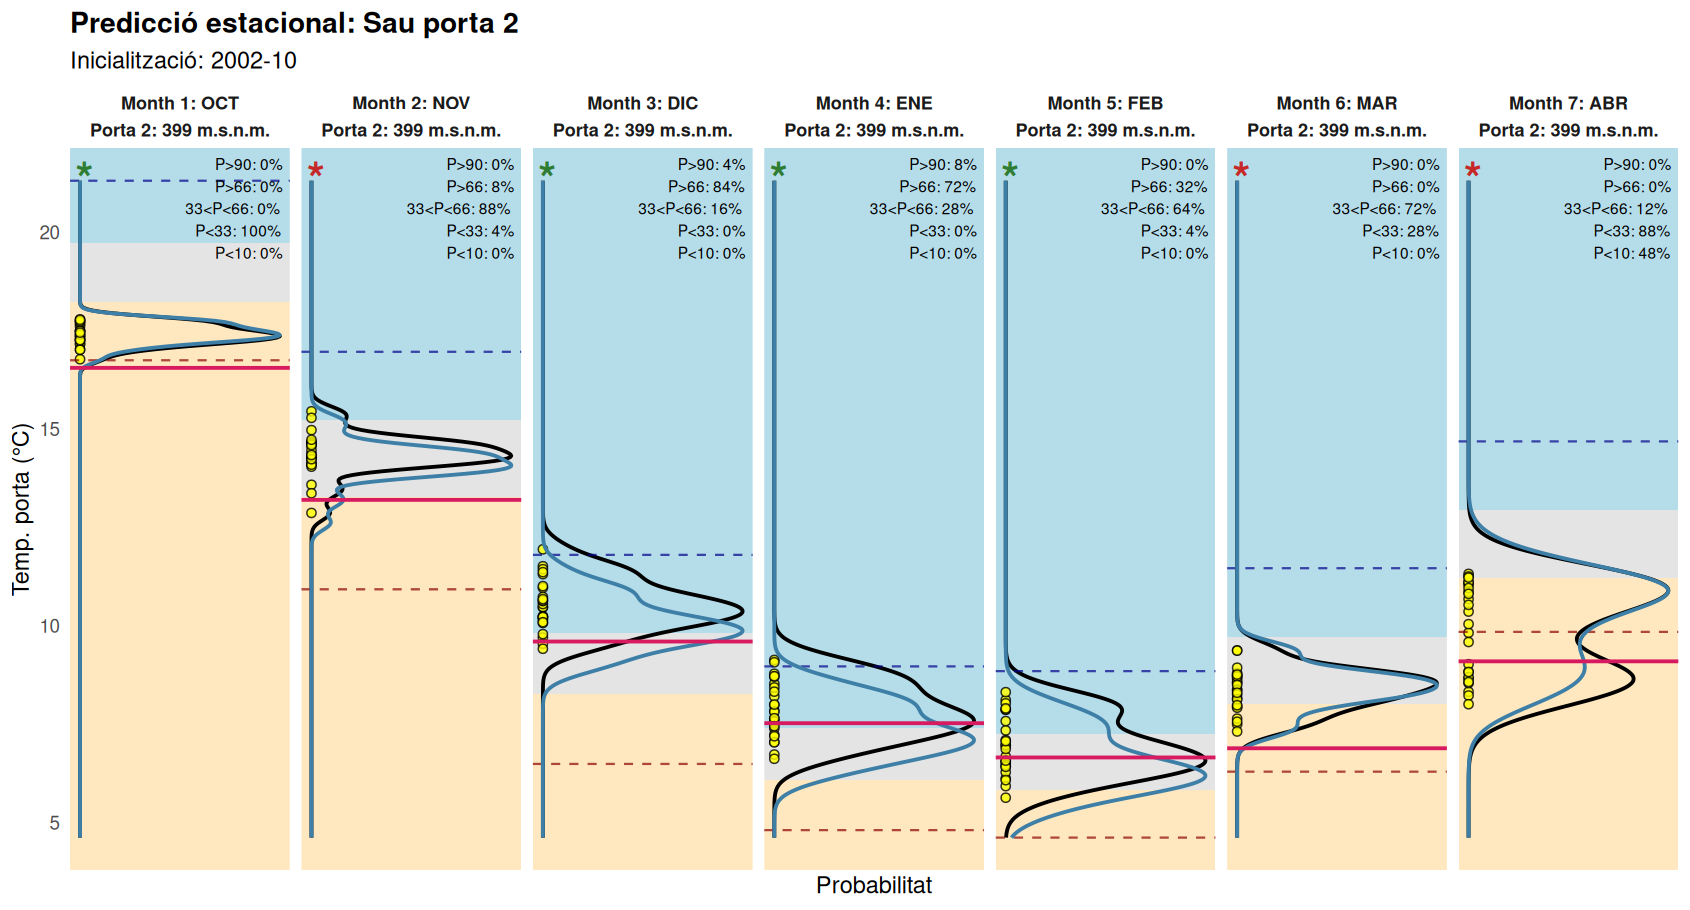 Predicció estacional: Sau porta 2
Inicialització: 2002-10
Month 1: OCT
Porta 2: 399 m.s.n.m.
Month 2: NOV
Porta 2: 399 m.s.n.m.
Month 3: DIC
Porta 2: 399 m.s.n.m.
Month 4: ENE
Porta 2: 399 m.s.n.m.
Month 5: FEB
Porta 2: 399 m.s.n.m.
Month 6: MAR
Porta 2: 399 m.s.n.m.
Month 7: ABR
Porta 2: 399 m.s.n.m.
*
P>90: 0%
P>66: 0%
33<P<66: 0%
P<33: 100%
P<10: 0%
*
P>90: 0%
P>66: 8%
33<P<66: 88%
P<33: 4%
P<10: 0%
*
P>90: 4%
P>66: 84%
33<P<66: 16%
P<33: 0%
P<10: 0%
*
P>90: 8%
P>66: 72%
33<P<66: 28%
P<33: 0%
P<10: 0%
*
P>90: 0%
P>66: 32%
33<P<66: 64%
P<33: 4%
P<10: 0%
*
P>90: 0%
P>66: 0%
33<P<66: 72%
P<33: 28%
P<10: 0%
*
P>90: 0%
P>66: 0%
33<P<66: 12%
P<33: 88%
P<10: 48%
20
15
10
5
Temp. porta (°C)
Probabilitat